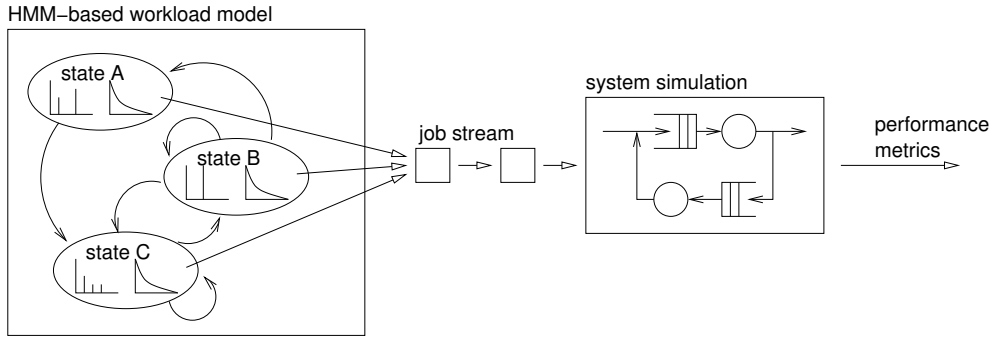 HMM−based workload model
state A
state B
state C
job stream
system simulation
performance
metrics